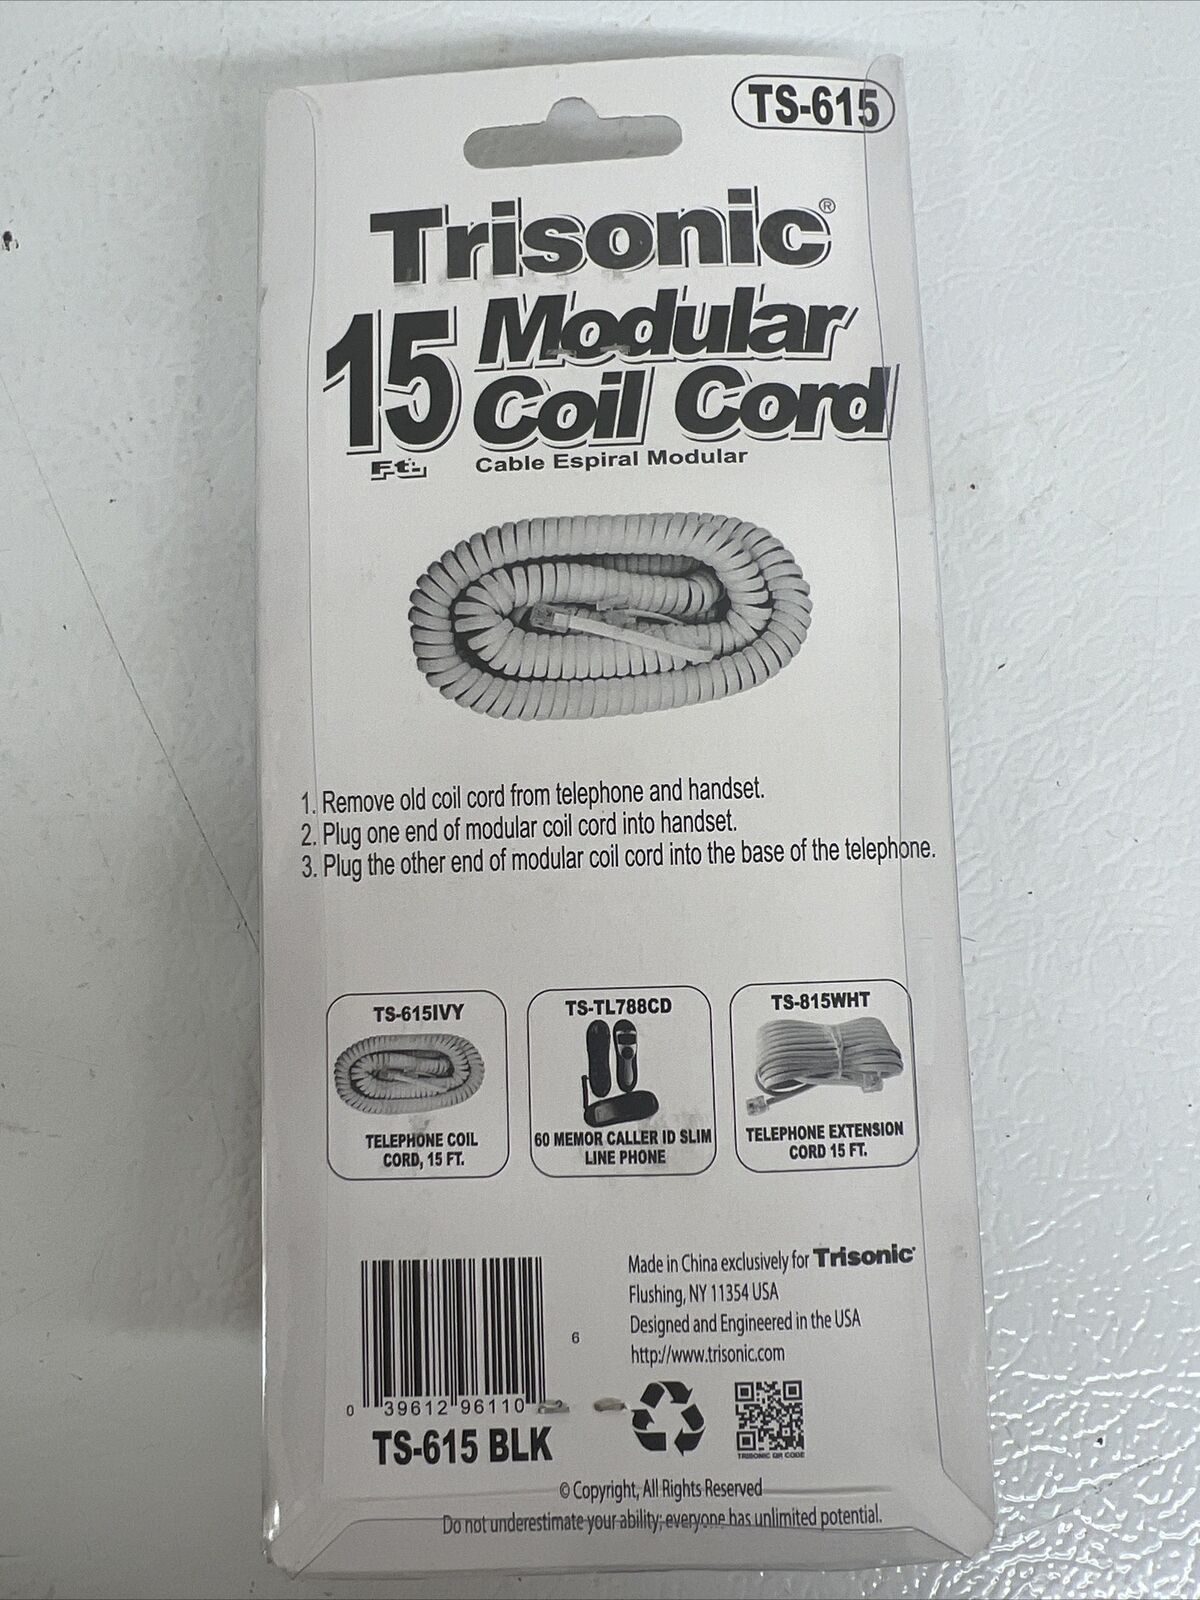 TS-615
Trisonic®
15 Ft.
Modular
Coil Cord
Cable Espiral Modular
1. Remove old coil cord from telephone and handset.
2. Plug one end of modular coil cord into handset.
3. Plug the other end of modular coil cord into the base of the telephone.
TS-615IVY
TELEPHONE COIL
CORD, 15 FT.
TS-TL788CD
60 MEMOR CALLER ID SLIM
LINE PHONE
TS-815WHT
TELEPHONE EXTENSION
CORD 15 FT.
Made in China exclusively for Trisonic
Flushing, NY 11354 USA
Designed and Engineered in the USA
http://www.trisonic.com
6
0 39612 96110
TS-615 BLK
TRISONIC QR CODE
© Copyright, All Rights Reserved
Do not underestimate your ability; everyone has unlimited potential.